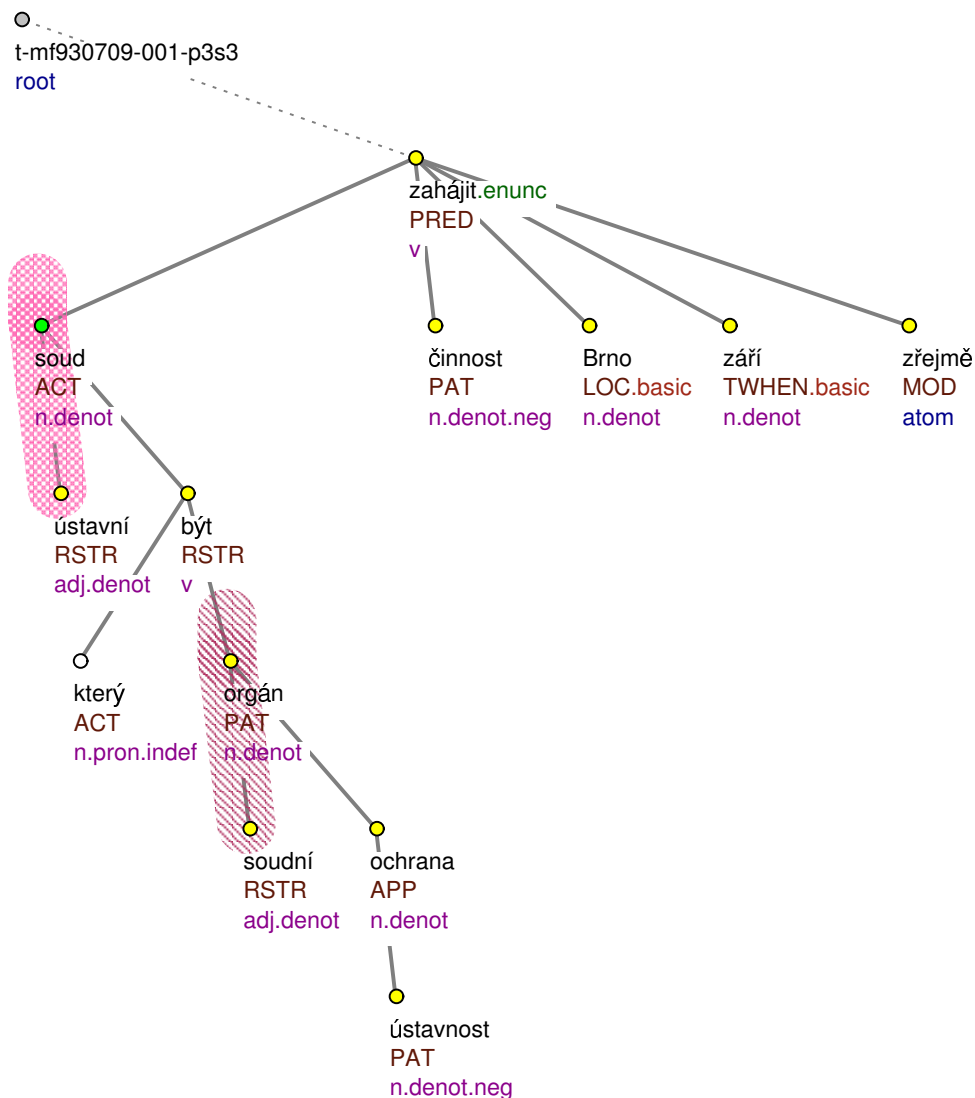 t-mf930709-001-p3s3
root
zahájit.enunc
PRED
v
soud
ACT
n.denot
činnost
PAT
n.denot.neg
Brno
LOC.basic
n.denot
září
TWHEN.basic
n.denot
zřejmě
MOD
atom
ústavní
RSTR
adj.denot
být
RSTR
v
který
ACT
n.pron.indef
orgán
PAT
n.denot
soudní
RSTR
adj.denot
ochrana
APP
n.denot
ústavnost
PAT
n.denot.neg